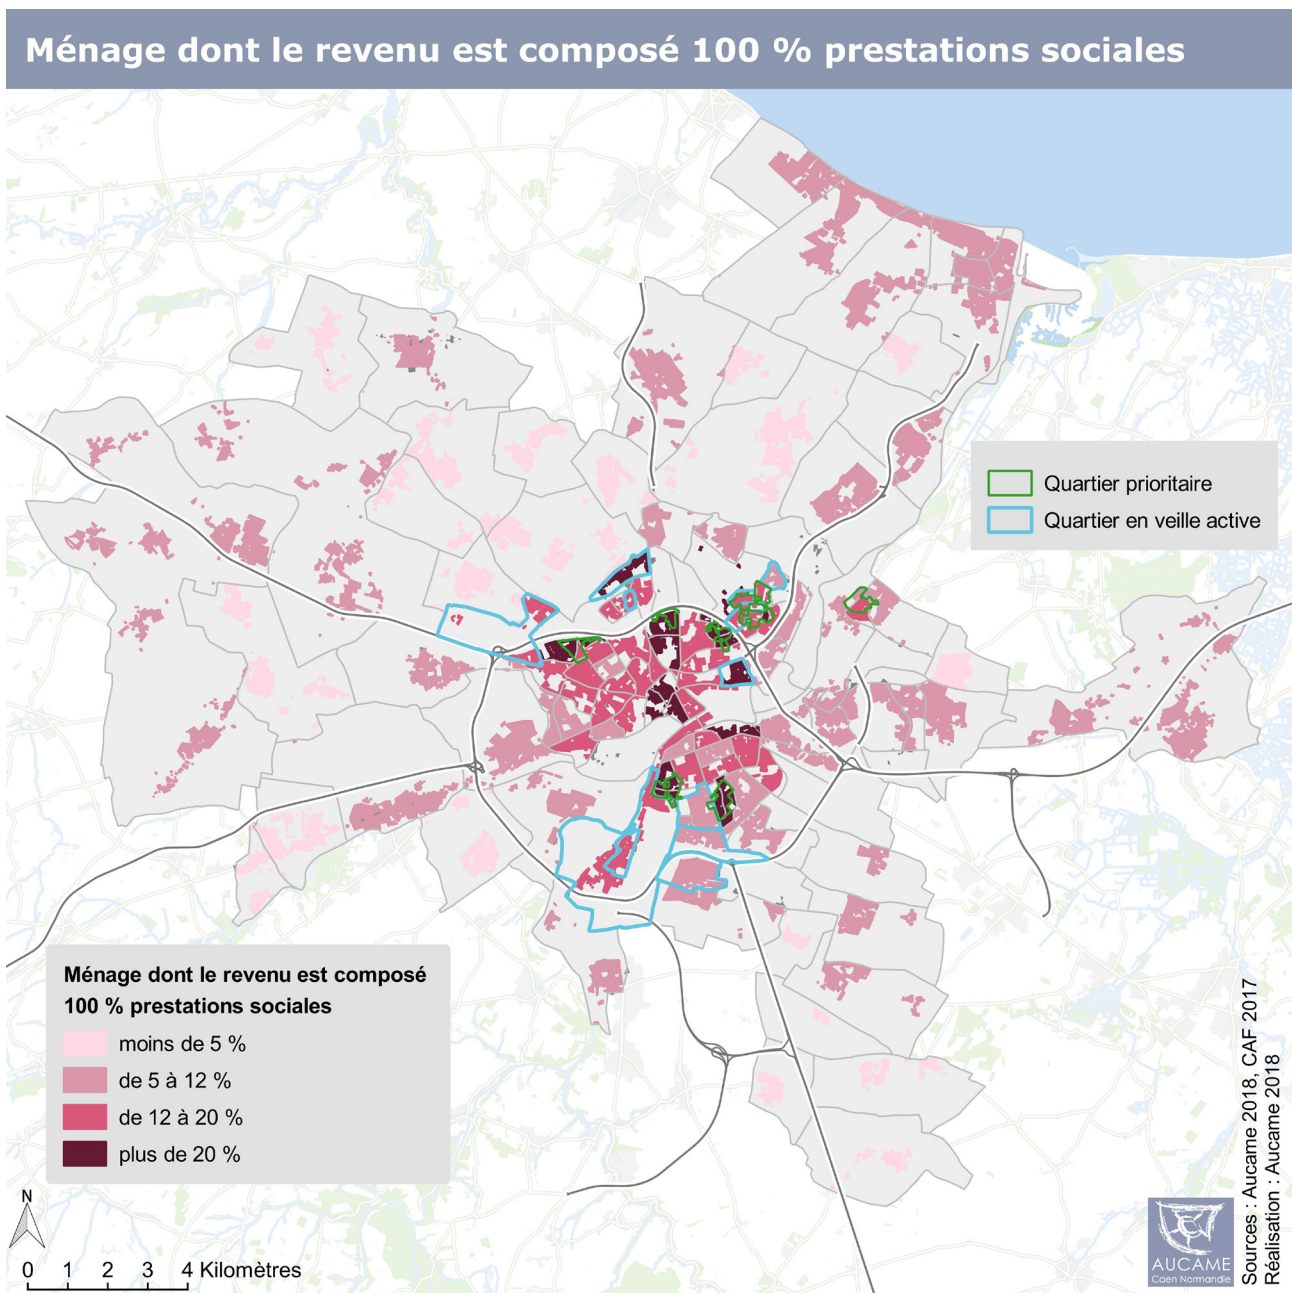 Ménage dont le revenu est composé 100 % prestations sociales
Quartier prioritaire
Quartier en veille active
Ménage dont le revenu est composé
100 % prestations sociales
moins de 5 %
de 5 à 12 %
de 12 à 20 %
plus de 20 %
N
0 1 2 3 4 Kilomètres
AUCAME
Caen Normandie
Sources : Aucame 2018, CAF 2017
Réalisation : Aucame 2018